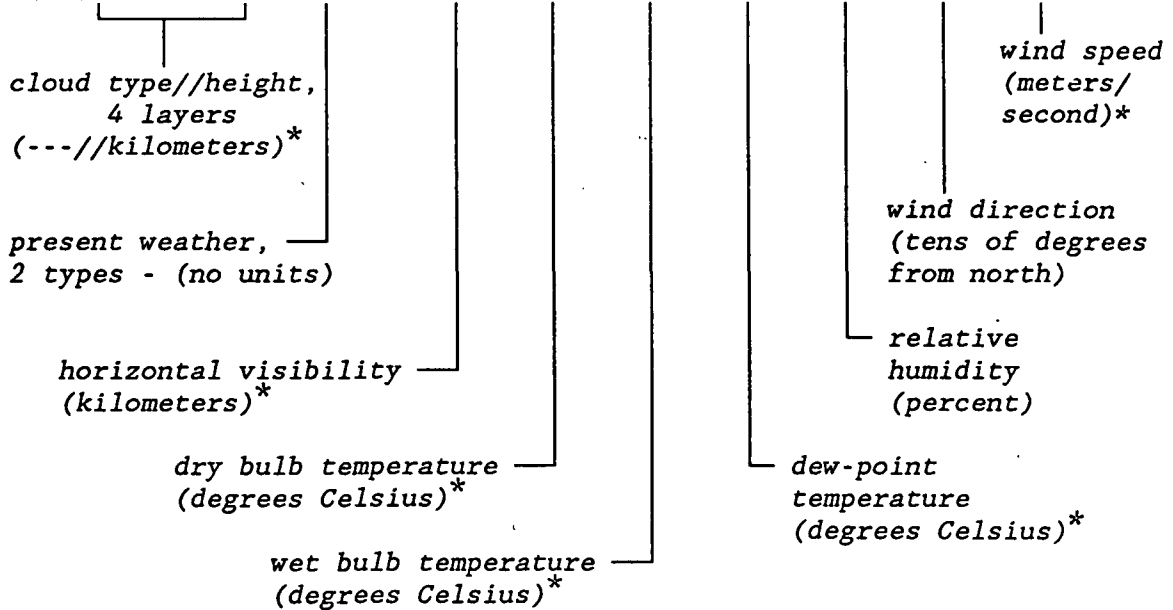 wind speed
(meters/
second)*
cloud type//height,
4 layers
(---//kilometers)*
wind direction
(tens of degrees
from north)
present weather,
2 types - (no units)
relative
humidity
(percent)
horizontal visibility
(kilometers)*
dry bulb temperature
(degrees Celsius)*
dew-point
temperature
(degrees Celsius)*
wet bulb temperature
(degrees Celsius)*